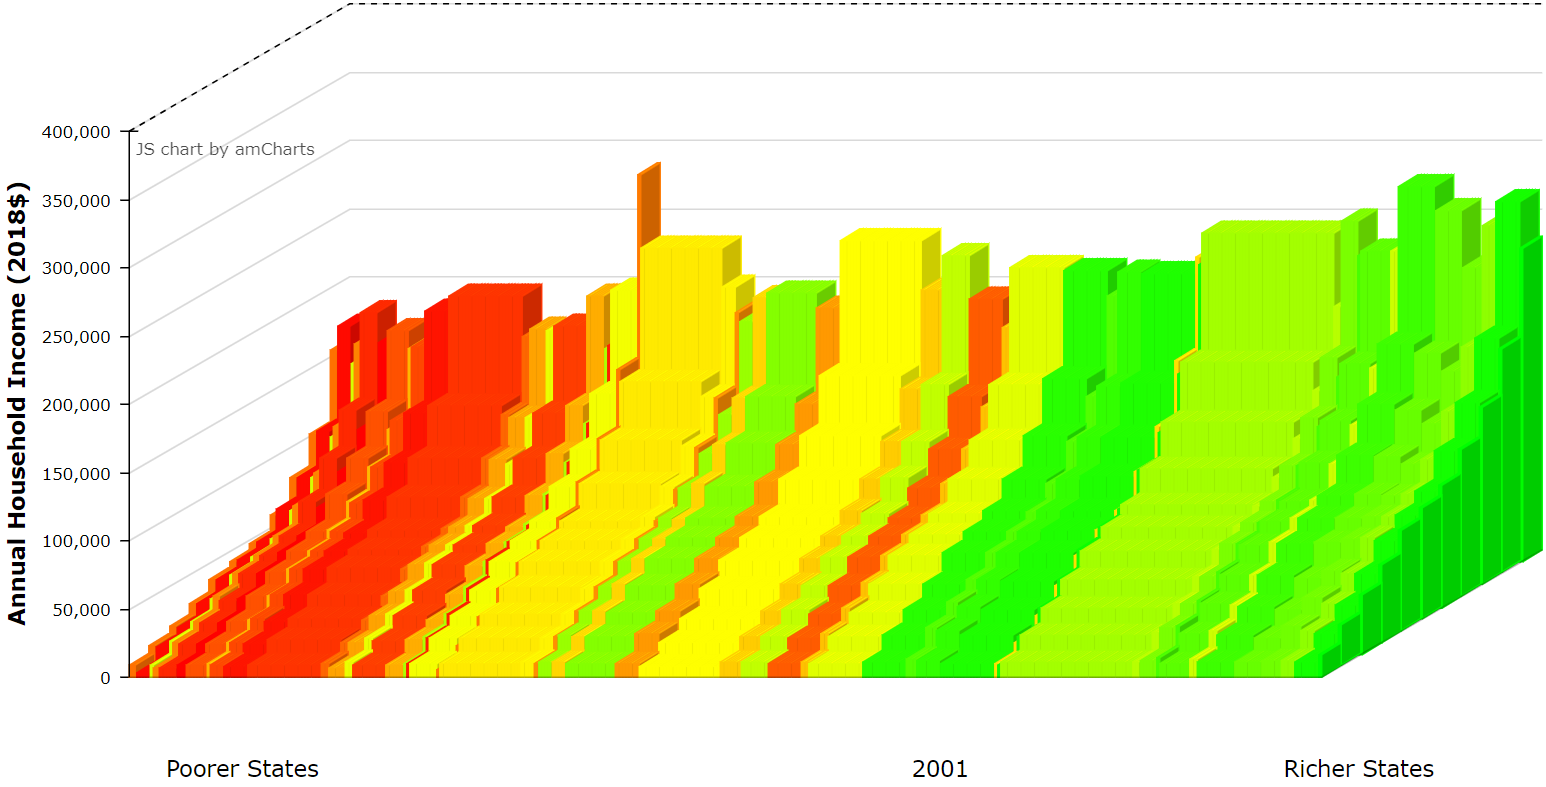 400,000
JS chart by amCharts
350,000
300,000
250,000
200,000
150,000
100,000
50,000
0
Annual Household Income (2018$)
Poorer States
2001
Richer States